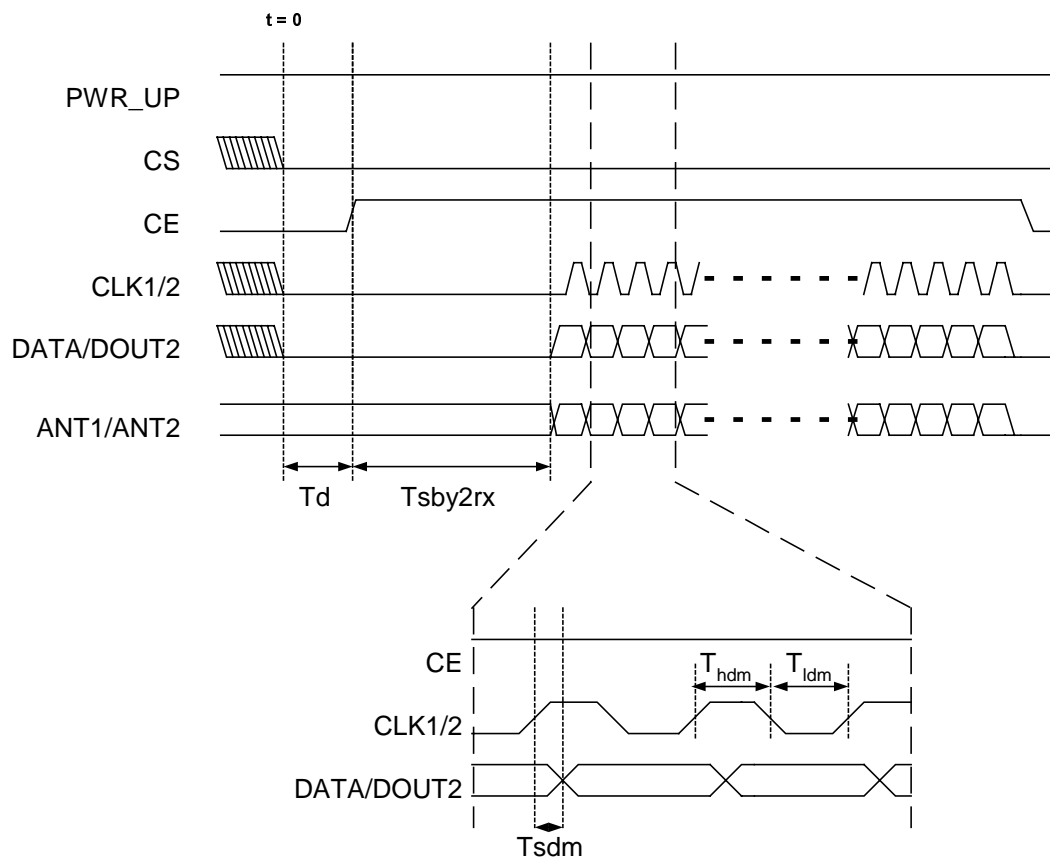 t = 0
PWR_UP
CS
CE
CLK1/2
DATA/DOUT2
ANT1/ANT2
Td
Tsby2rx
CE
Thdm
Tldm
CLK1/2
DATA/DOUT2
Tsdm